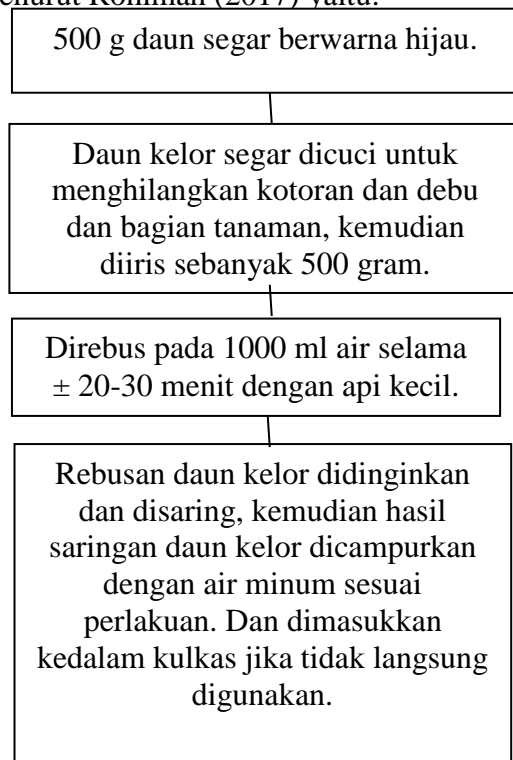 (2017) yaitu:
500 g daun segar berwarna hijau.
Daun kelor segar dicuci untuk
menghilangkan kotoran dan debu
dan bagian tanaman, kemudian
diiris sebanyak 500 gram.
Direbus pada 1000 ml air selama
± 20-30 menit dengan api kecil.
Rebusan daun kelor didinginkan
dan disaring, kemudian hasil
saringan daun kelor dicampurkan
dengan air minum sesuai
perlakuan. Dan dimasukkan
kedalam kulkas jika tidak langsung
digunakan.